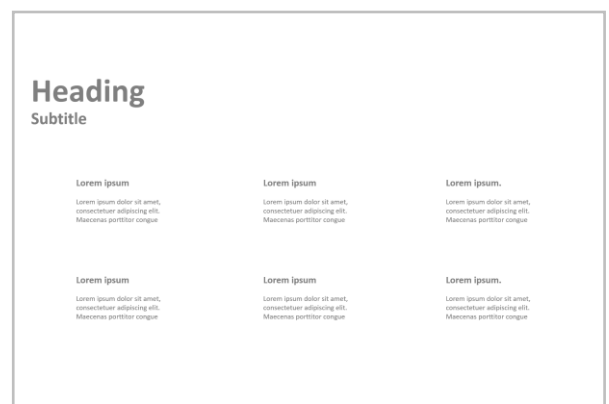 Heading
Subtitle
Lorem ipsum
Lorem ipsum dolor sit amet,
consectetuer adipiscing elit.
Maecenas porttitor congue
Lorem ipsum
Lorem ipsum dolor sit amet,
consectetuer adipiscing elit.
Maecenas porttitor congue
Lorem ipsum.
Lorem ipsum dolor sit amet,
consectetuer adipiscing elit.
Maecenas porttitor congue
Lorem ipsum
Lorem ipsum dolor sit amet,
consectetuer adipiscing elit.
Maecenas porttitor congue
Lorem ipsum
Lorem ipsum dolor sit amet,
consectetuer adipiscing elit.
Maecenas porttitor congue
Lorem ipsum.
Lorem ipsum dolor sit amet,
consectetuer adipiscing elit.
Maecenas porttitor congue